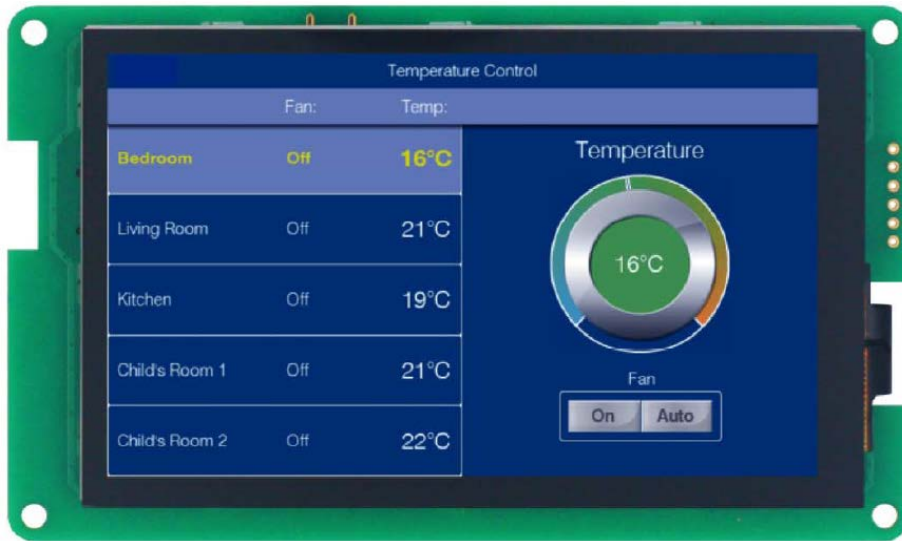 Temperature Control
Fan: Temp:
Bedroom Off 16°C
Living Room Off 21°C
Kitchen Off 19°C
Child's Room 1 Off 21°C
Child's Room 2 Off 22°C
Temperature
16°C
Fan
On Auto